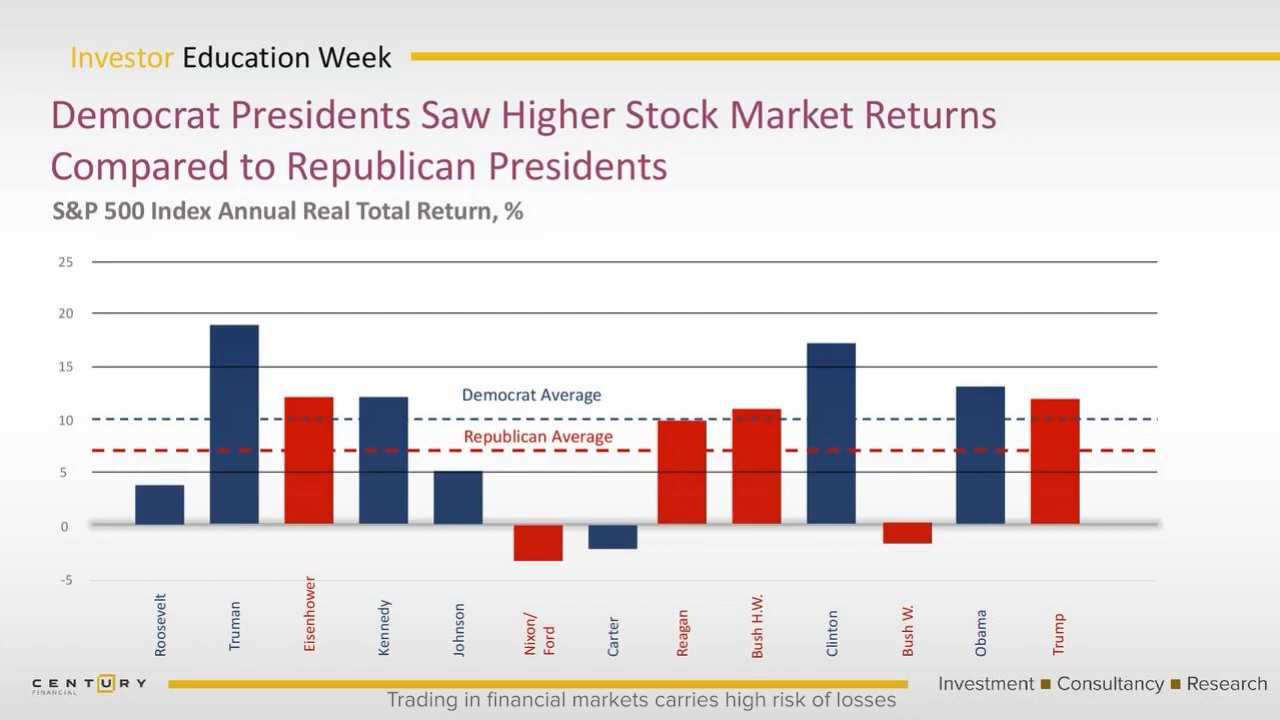 Investor Education Week
Democrat Presidents Saw Higher Stock Market Returns
Compared to Republican Presidents
S&P 500 Index Annual Real Total Return, %
25
20
15
Democrat Average
10
Republican Average
5
0
-5
Roosevelt
Truman
Eisenhower
Kennedy
Johnson
Nixon/
Ford
Carter
Reagan
Bush H.W.
Clinton
Bush W.
Obama
Trump
CENTURY
FINANCIAL
Trading in financial markets carries high risk of losses
Investment ■ Consultancy ■ Research